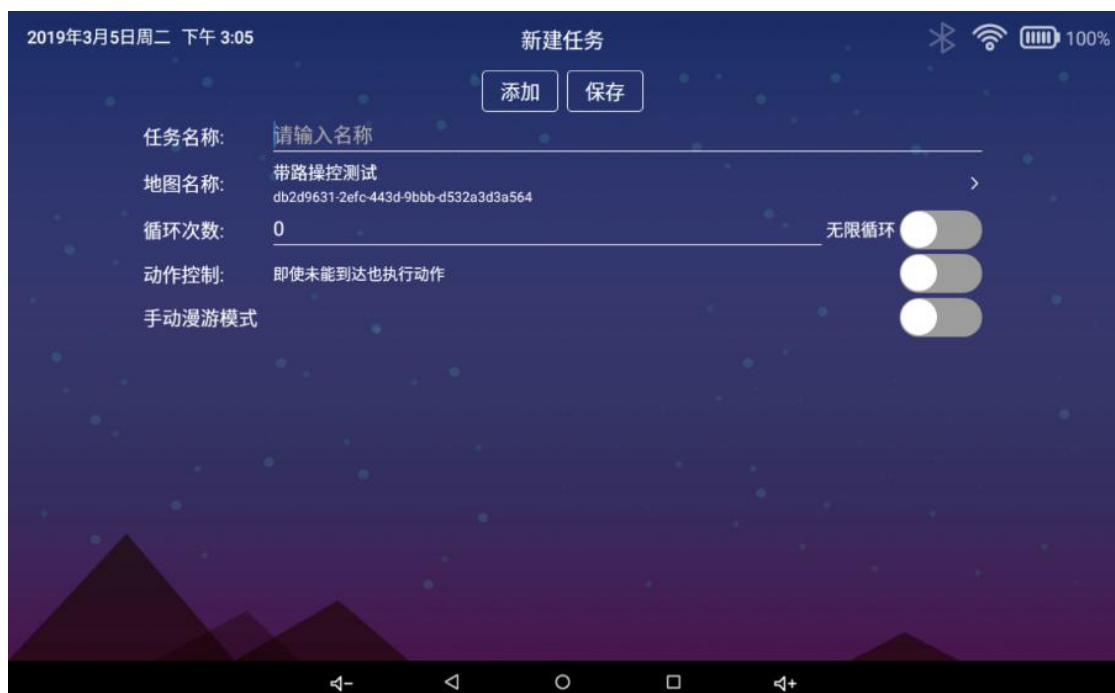 2019年3月5日周二 下午 3:05 新建任务 100%
添加 保存
任务名称: 请输入名称
地图名称: 带路操控测试
db2d9631-2efc-443d-9bbb-d532a3d3a564
循环次数: 0 无限循环
动作控制: 即使未能到达也执行动作
手动漫游模式